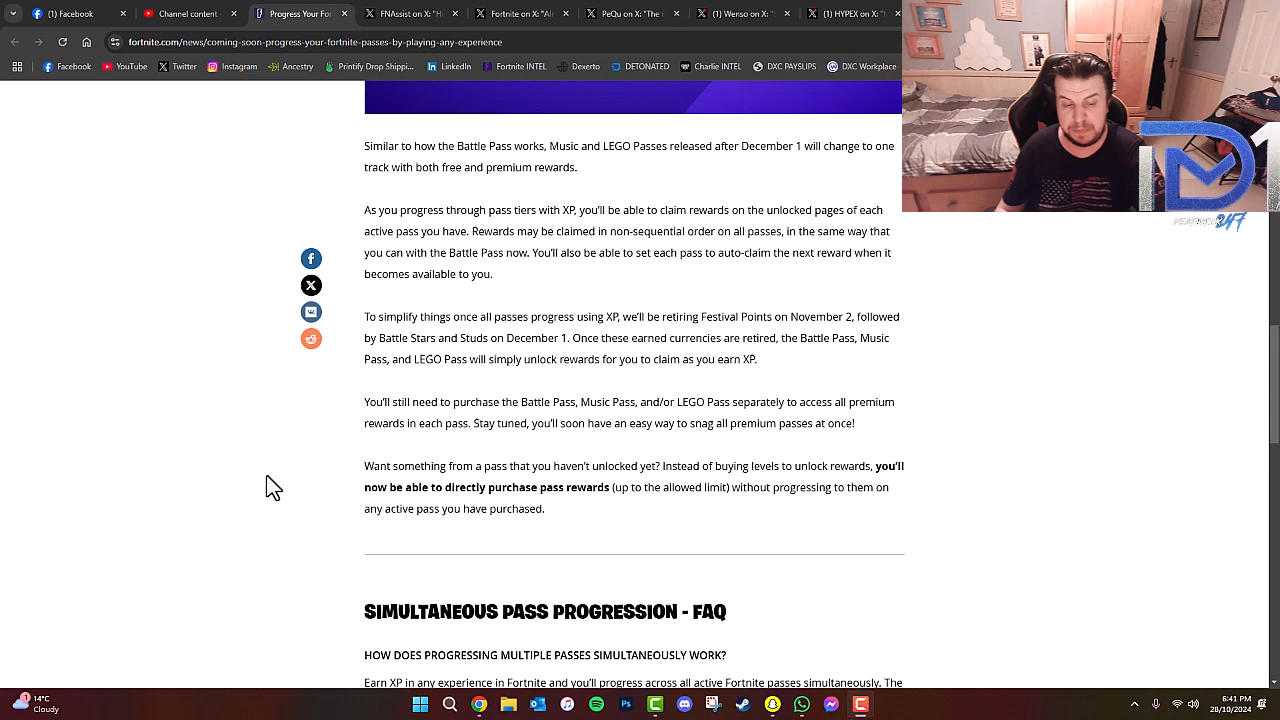 Facebook
Channel content
Fortnite Passes
FNAssist on X: "H
Fortnite on X: "Al
PeQu on X: "
(1) Wenso on X: "
(1) HYPEX on X: "I
fortnite.com/news/coming-soon-progress-your-fortnite-passes-by-playing-any-experience
Facebook
YouTube
Twitter
Instagram
Ancestry
Printify Drop-Shippi...
LinkedIn
Fortnite INTEL
Dexerto
DETONATED
Charlie INTEL
DXC PAYSLIPS
DXC Workplace
Similar to how the Battle Pass works, Music and LEGO Passes released after December 1 will change to one
track with both free and premium rewards.
As you progress through pass tiers with XP, you'll be able to claim rewards on the unlocked pages of each
active pass you have. Rewards may be claimed in non-sequential order on all passes, in the same way that
you can with the Battle Pass now. You'll also be able to set each pass to auto-claim the next reward when it
becomes available to you.
To simplify things once all passes progress using XP, we'll be retiring Festival Points on November 2, followed
by Battle Stars and Studs on December 1. Once these earned currencies are retired, the Battle Pass, Music
Pass, and LEGO Pass will simply unlock rewards for you to claim as you earn XP.
You'll still need to purchase the Battle Pass, Music Pass, and/or LEGO Pass separately to access all premium
rewards in each pass. Stay tuned, you'll soon have an easy way to snag all premium passes at once!
Want something from a pass that you haven't unlocked yet? Instead of buying levels to unlock rewards, you'll
now be able to directly purchase pass rewards (up to the allowed limit) without progressing to them on
any active pass you have purchased.
SIMULTANEOUS PASS PROGRESSION - FAQ
HOW DOES PROGRESSING MULTIPLE PASSES SIMULTANEOUSLY WORK?
Earn XP in any experience in Fortnite and you'll progress across all active Fortnite passes simultaneously. The
247
1
14°C
Cloudy
6:41 PM
28/10/2024